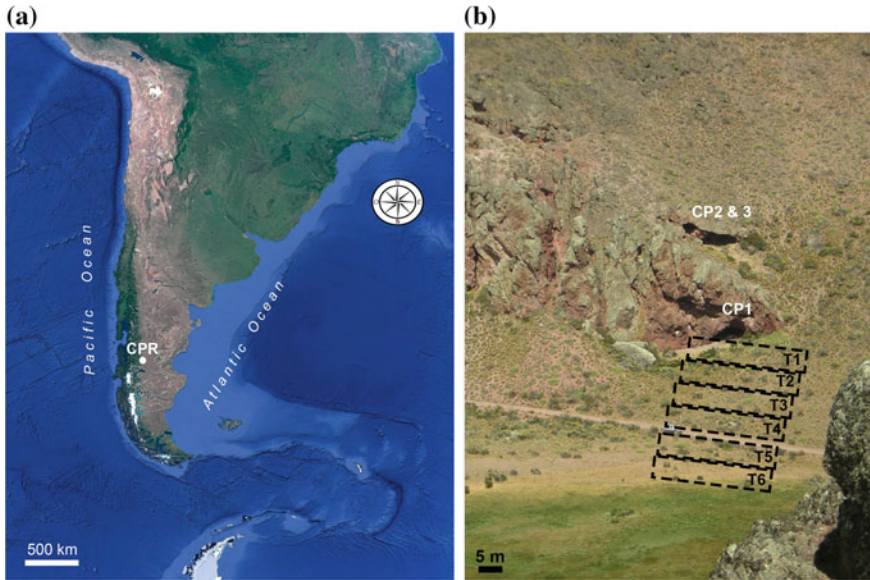 (a)
Pacific Ocean
CPR
Atlantic Ocean
500 km
(b)
CP2 & 3
CP1
T1
T2
T3
T4
T5
T6
5 m